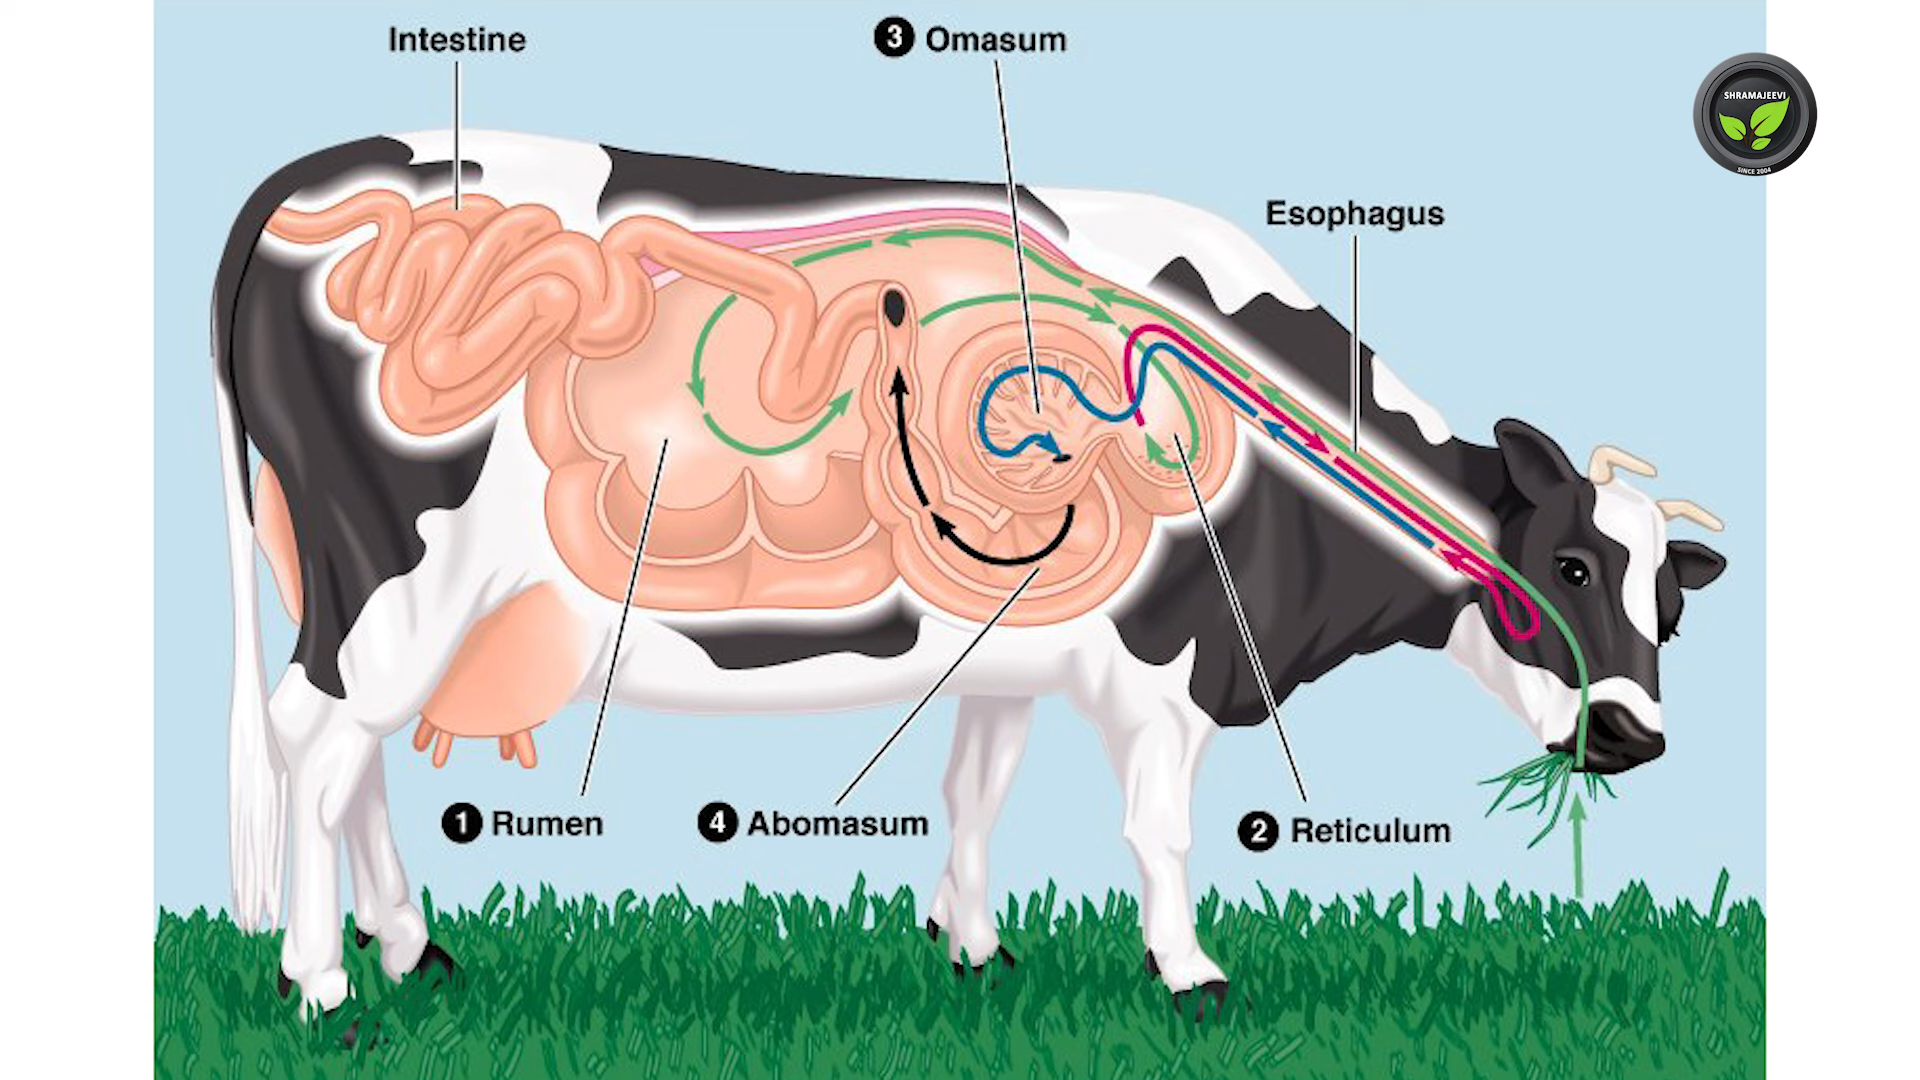 Intestine
3 Omasum
SHRAMAJEEVI
SINCE 2004
Esophagus
1 Rumen
4 Abomasum
2 Reticulum